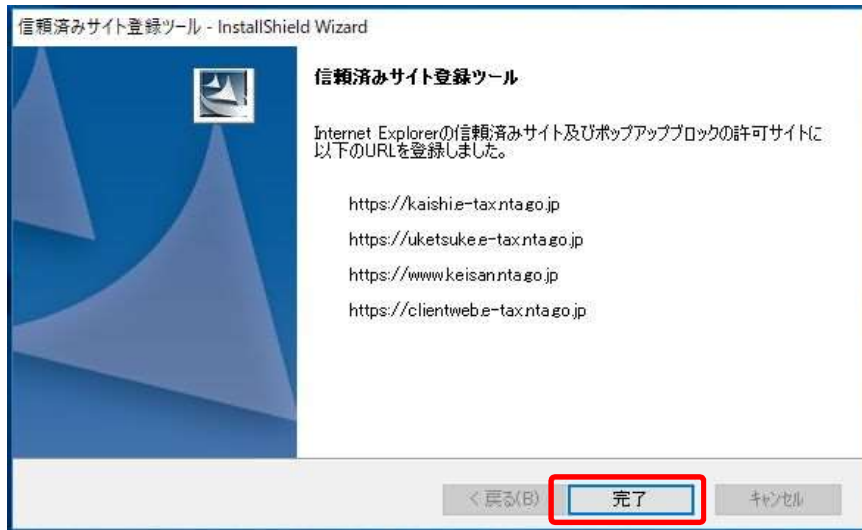 信頼済みサイト登録ツール - InstallShield Wizard
信頼済みサイト登録ツール
Internet Explorerの信頼済みサイト及びポップアップブロックの許可サイトに
以下のURLを登録しました。
https://kaishi.e-tax.nta.go.jp
https://uketsuke.e-tax.nta.go.jp
https://www.keisan.nta.go.jp
https://clientweb.e-tax.nta.go.jp
< 戻る(B)
完了
キャンセル